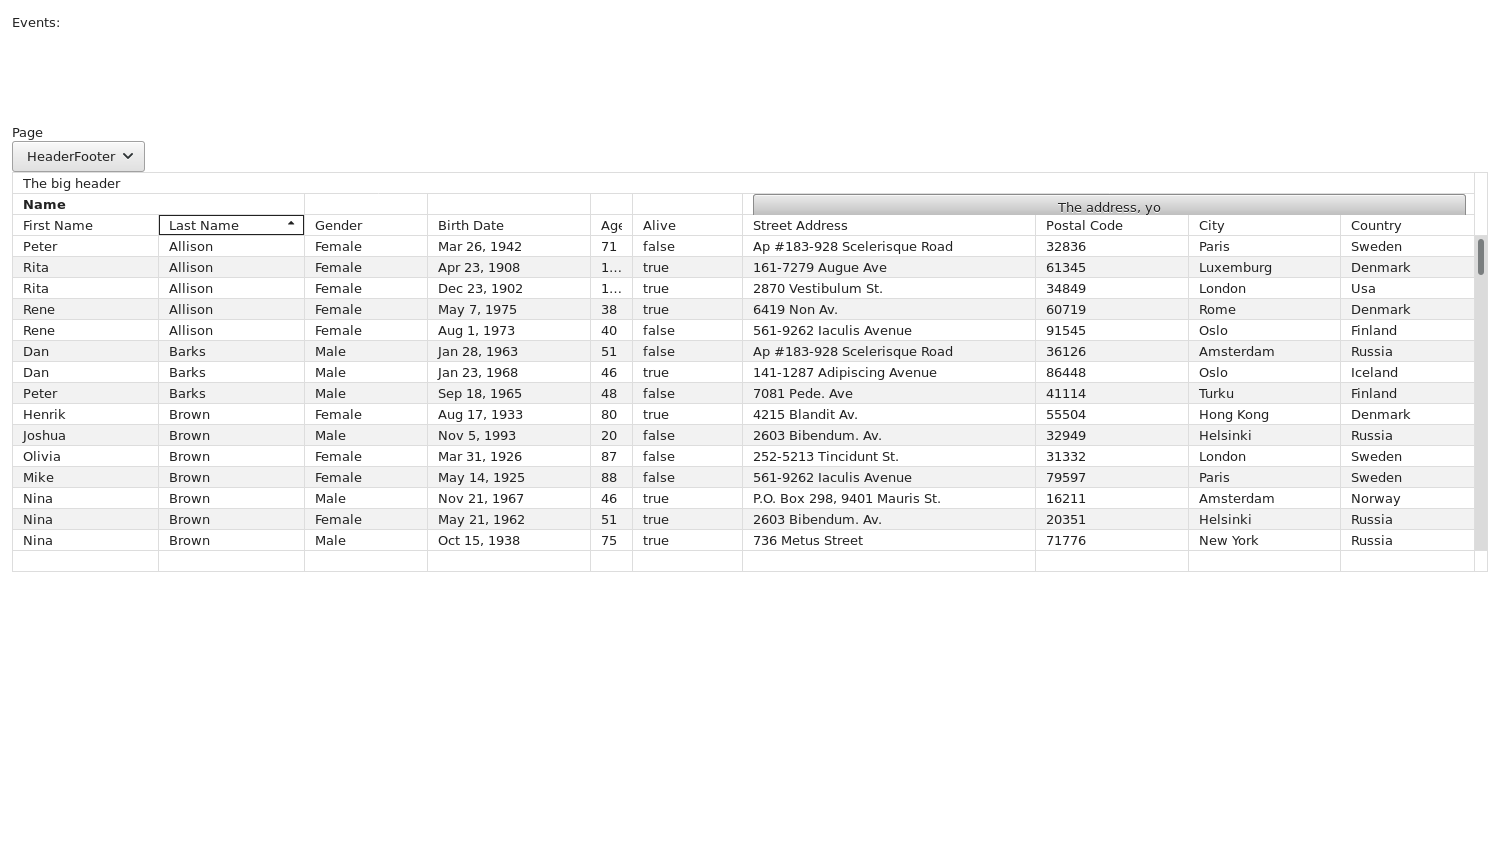 Events:
Page
HeaderFooter
The big header
Name The address, yo
First Name Last Name Gender Birth Date Age Alive Street Address Postal Code City Country
Peter Allison Female Mar 26, 1942 71 false Ap #183-928 Scelerisque Road 32836 Paris Sweden
Rita Allison Female Apr 23, 1908 1... true 161-7279 Augue Ave 61345 Luxemburg Denmark
Rita Allison Female Dec 23, 1902 1... true 2870 Vestibulum St. 34849 London Usa
Rene Allison Female May 7, 1975 38 true 6419 Non Av. 60719 Rome Denmark
Rene Allison Female Aug 1, 1973 40 false 561-9262 Iaculis Avenue 91545 Oslo Finland
Dan Barks Male Jan 28, 1963 51 false Ap #183-928 Scelerisque Road 36126 Amsterdam Russia
Dan Barks Male Jan 23, 1968 46 true 141-1287 Adipiscing Avenue 86448 Oslo Iceland
Peter Barks Male Sep 18, 1965 48 false 7081 Pede. Ave 41114 Turku Finland
Henrik Brown Female Aug 17, 1933 80 true 4215 Blandit Av. 55504 Hong Kong Denmark
Joshua Brown Male Nov 5, 1993 20 false 2603 Bibendum. Av. 32949 Helsinki Russia
Olivia Brown Female Mar 31, 1926 87 false 252-5213 Tincidunt St. 31332 London Sweden
Mike Brown Female May 14, 1925 88 false 561-9262 Iaculis Avenue 79597 Paris Sweden
Nina Brown Male Nov 21, 1967 46 true P.O. Box 298, 9401 Mauris St. 16211 Amsterdam Norway
Nina Brown Female May 21, 1962 51 true 2603 Bibendum. Av. 20351 Helsinki Russia
Nina Brown Male Oct 15, 1938 75 true 736 Metus Street 71776 New York Russia